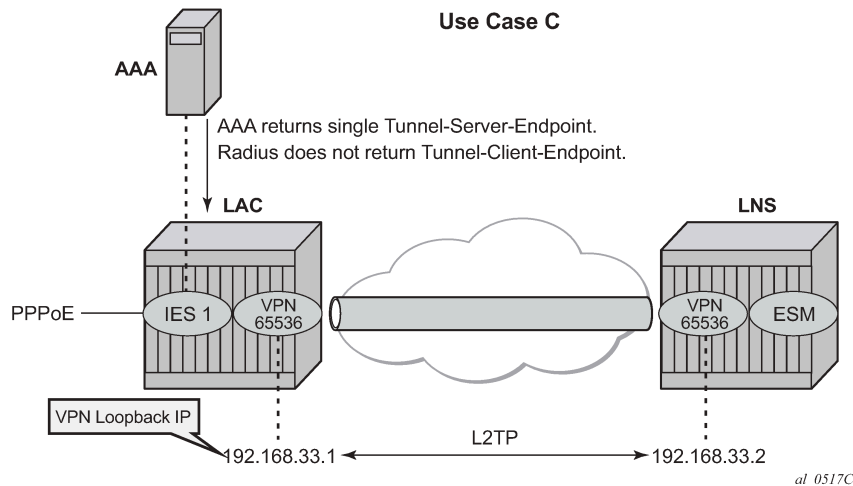 Use Case C
AAA
AAA returns single Tunnel-Server-Endpoint.
Radius does not return Tunnel-Client-Endpoint.
LAC
LNS
PPPoE
IES 1
VPN
65536
VPN
65536
ESM
VPN Loopback IP
L2TP
192.168.33.1
192.168.33.2
al_0517C